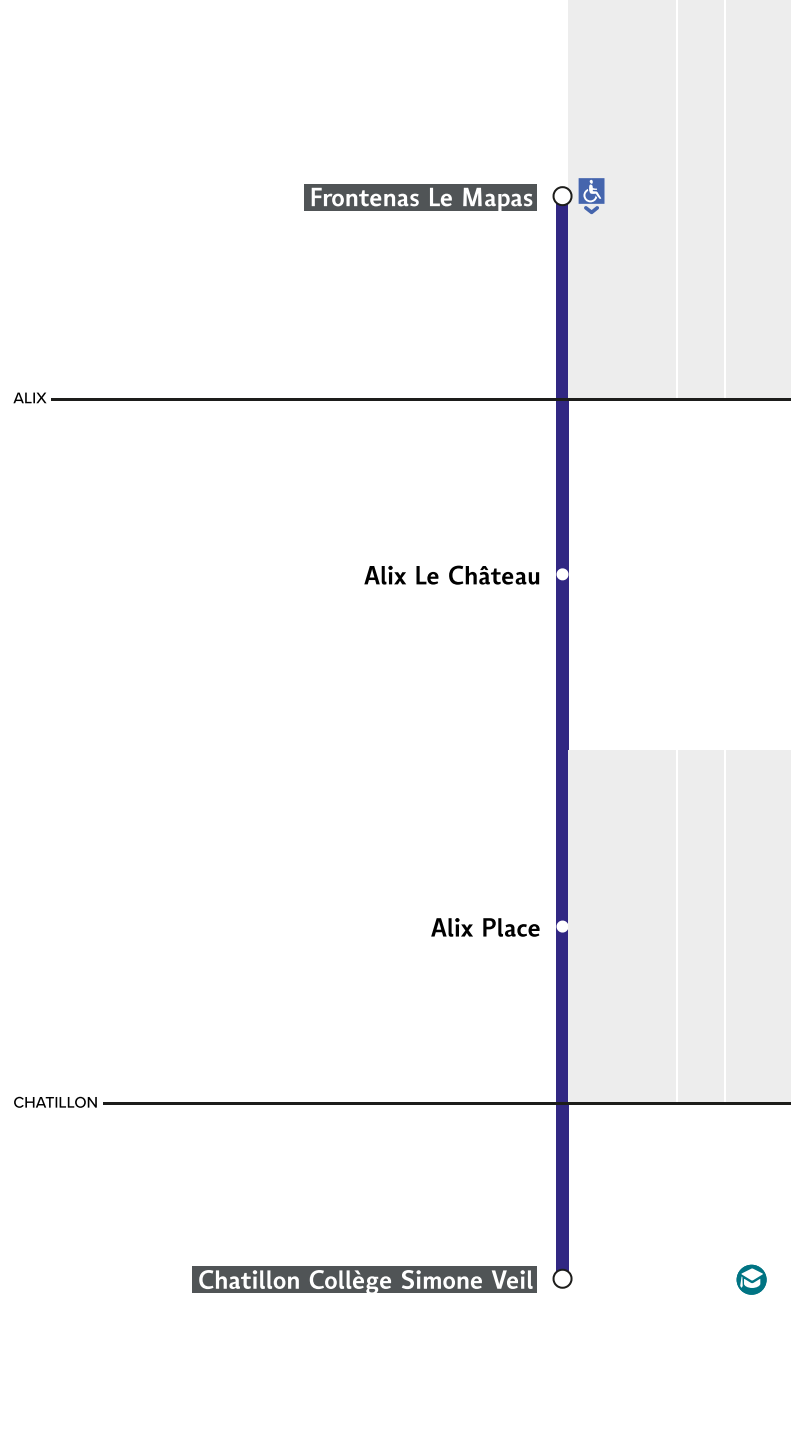 Frontenas Le Mapas
ALIX
Alix Le Château
Alix Place
CHATILLON
Chatillon Collège Simone Veil